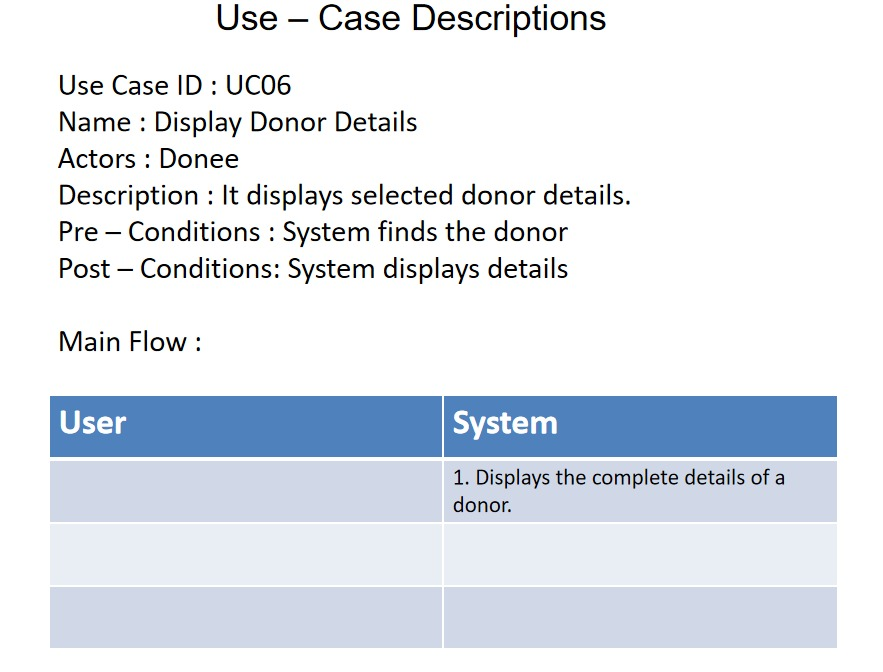 Use – Case Descriptions
Use Case ID : UC06
Name : Display Donor Details
Actors : Donee
Description : It displays selected donor details.
Pre – Conditions : System finds the donor
Post – Conditions: System displays details
Main Flow :
User
System
1. Displays the complete details of a
donor.